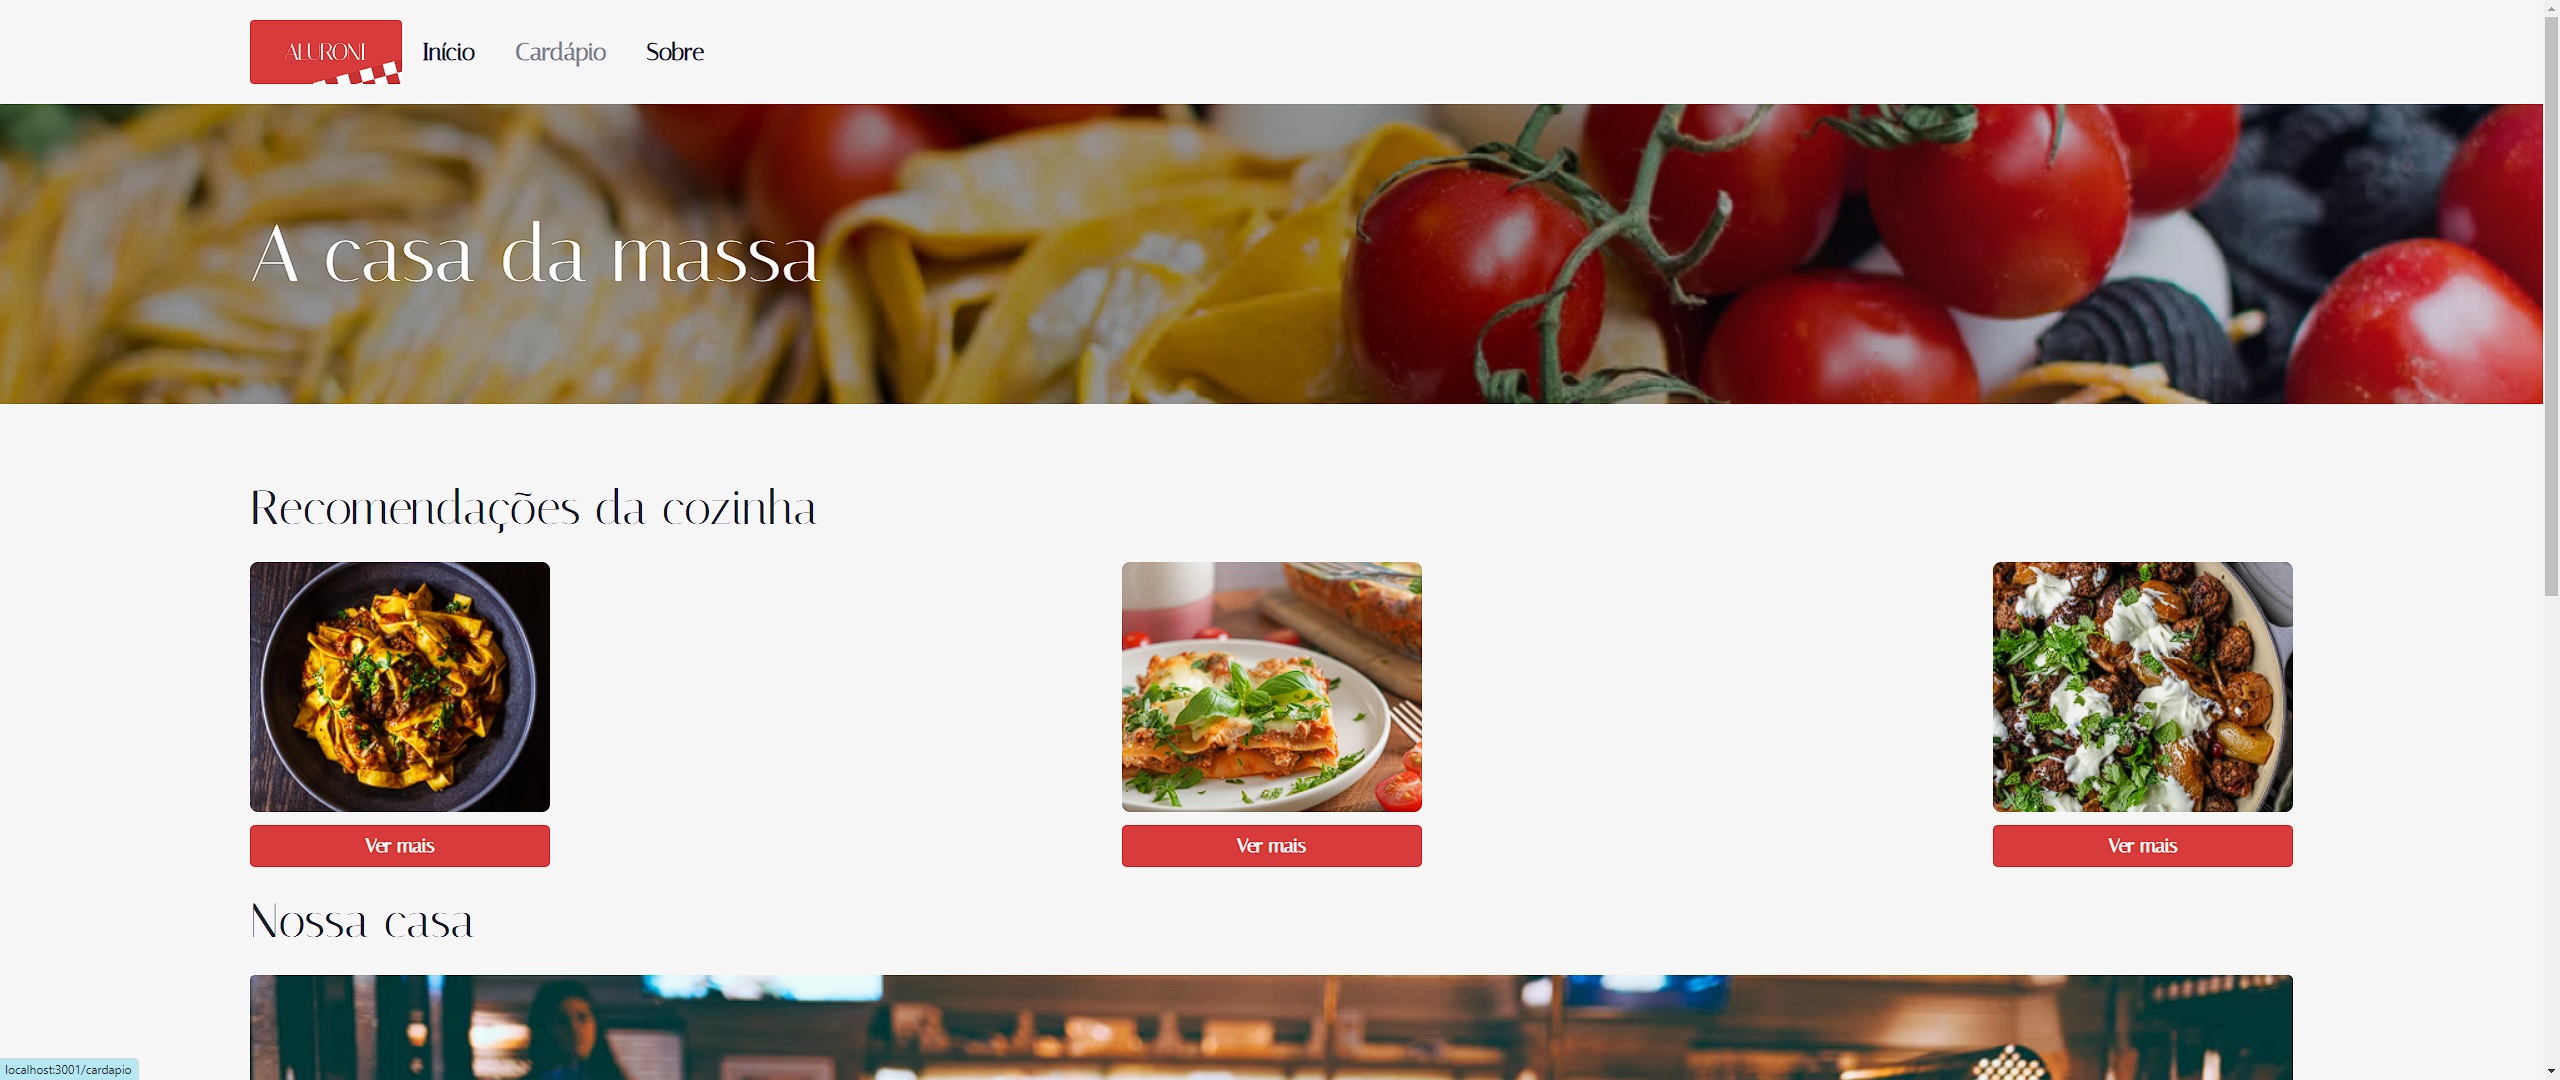 ALURONI
Início
Cardápio
Sobre
A casa da massa
Recomendações da cozinha
Ver mais
Ver mais
Ver mais
Nossa casa
localhost:3001/cardapio